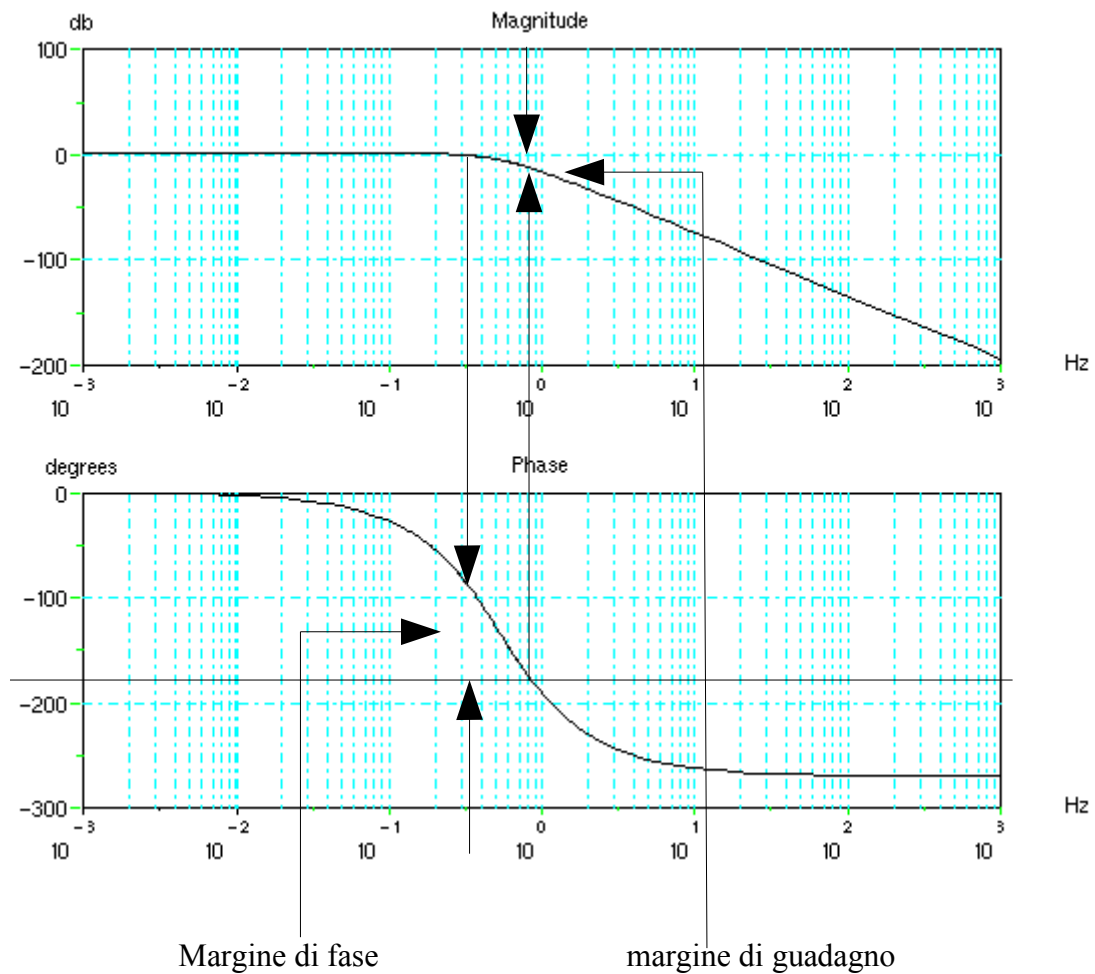 db Magnitude
100
0
-100
-200
-3 -2 -1 0 1 2 3 Hz
10 10 10 10 10 10 10
degrees Phase
0
-100
-200
-300
-3 -2 -1 0 1 2 3 Hz
10 10 10 10 10 10 10
Margine di fase margine di guadagno